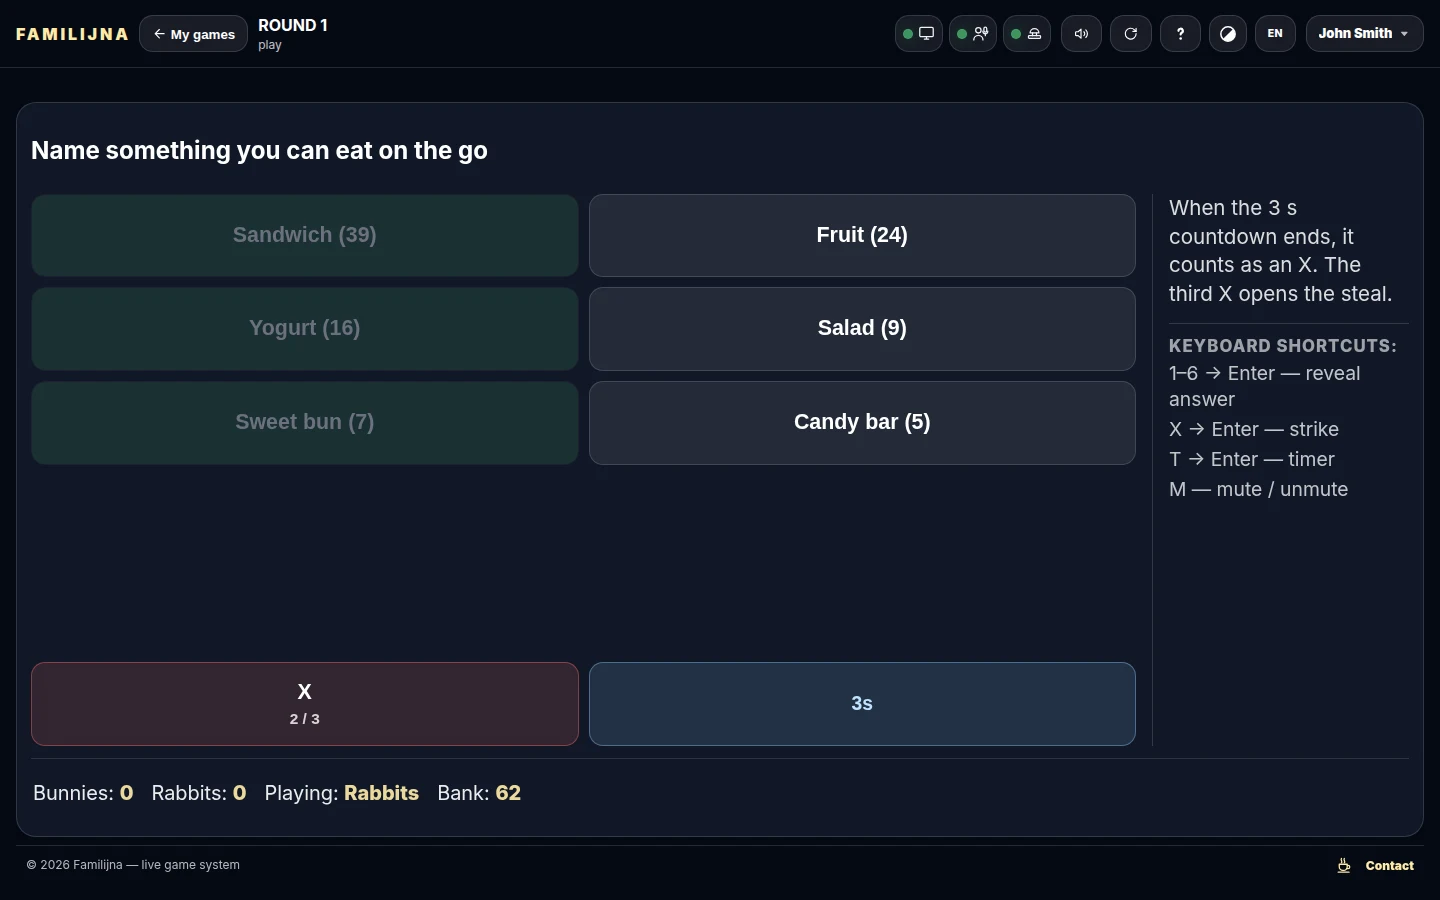 FAMILIJNA
← My games
ROUND 1
play
EN
John Smith
Name something you can eat on the go
Sandwich (39)
Fruit (24)
Yogurt (16)
Salad (9)
Sweet bun (7)
Candy bar (5)
When the 3 s
countdown ends, it
counts as an X. The
third X opens the steal.
KEYBOARD SHORTCUTS:
1–6 → Enter — reveal
answer
X → Enter — strike
T → Enter — timer
M — mute / unmute
X
2 / 3
3s
Bunnies: 0 Rabbits: 0 Playing: Rabbits Bank: 62
© 2026 Familijna — live game system
Contact